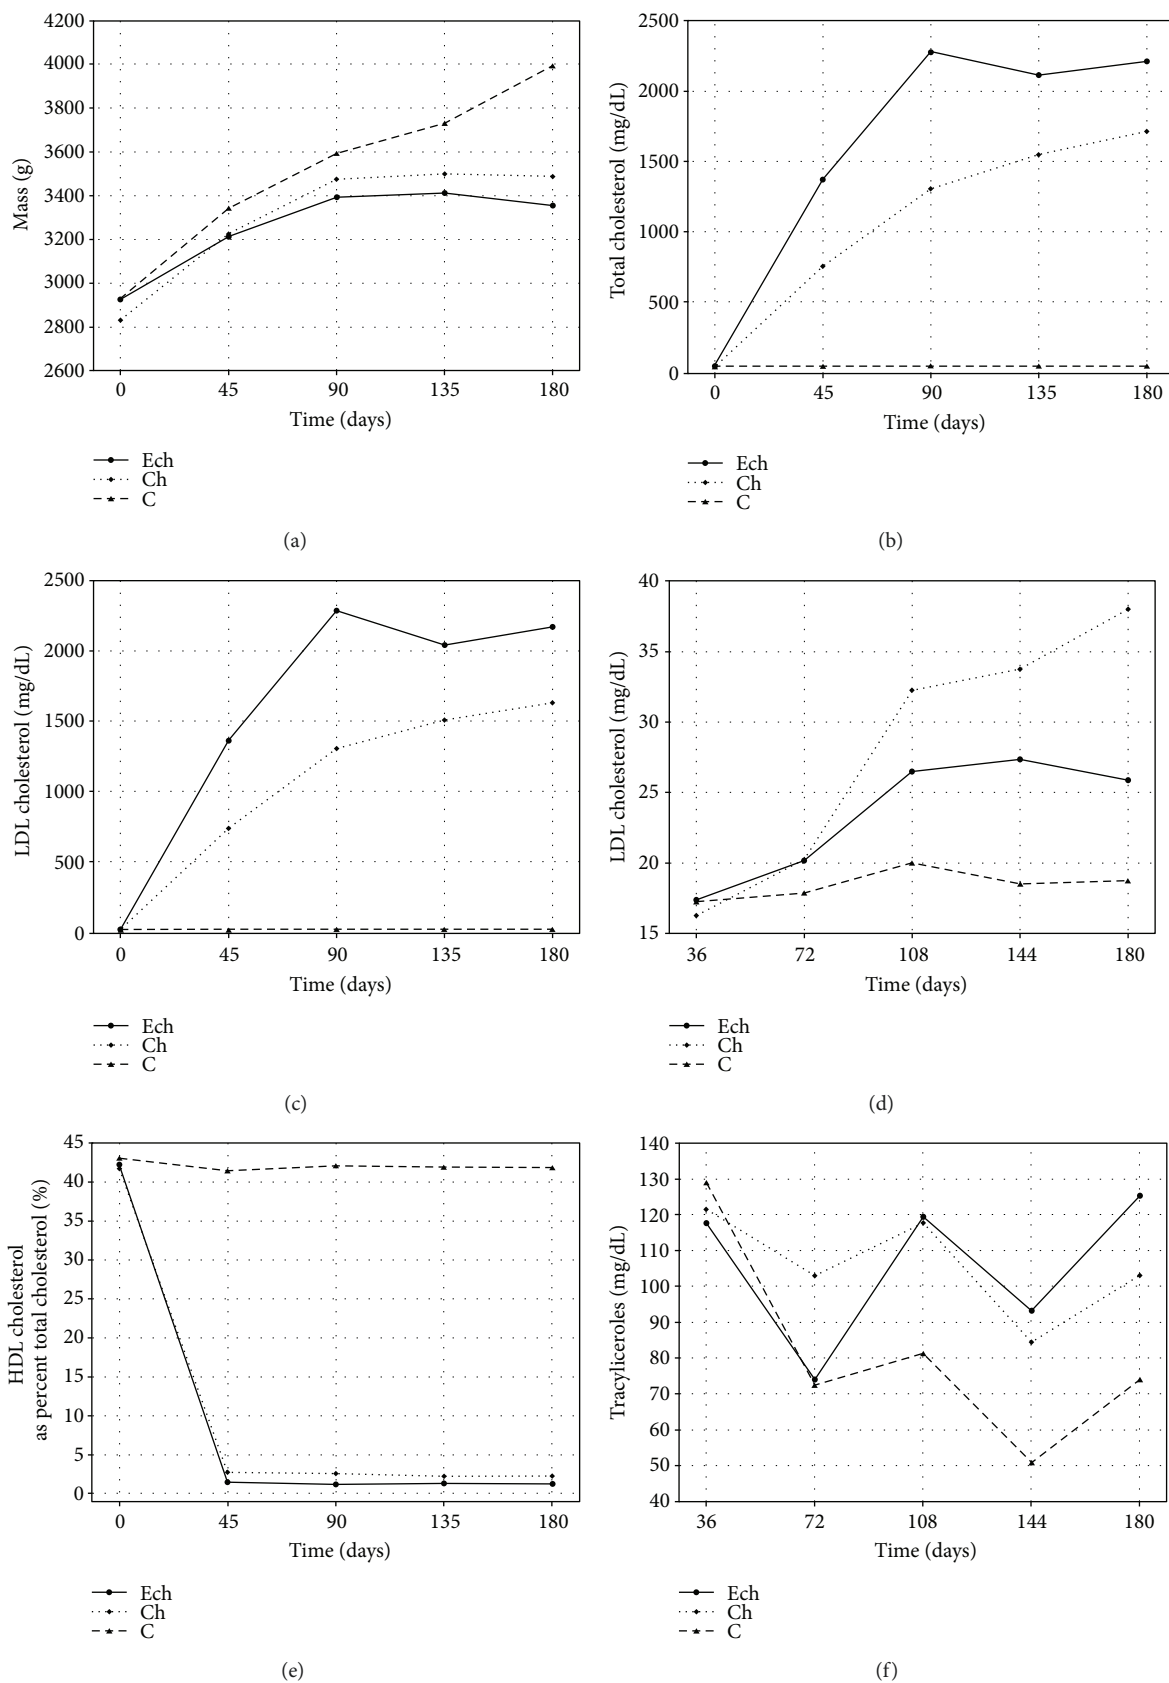 4200
4000
3800
3600
3400
3200
3000
2800
2600
Mass (g)
0 45 90 135 180
Time (days)
Ech
Ch
C
(a)
2500
2000
1500
1000
500
0
Total cholesterol (mg/dL)
0 45 90 135 180
Time (days)
Ech
Ch
C
(b)
2500
2000
1500
1000
500
0
LDL cholesterol (mg/dL)
0 45 90 135 180
Time (days)
Ech
Ch
C
(c)
40
35
30
25
20
15
LDL cholesterol (mg/dL)
36 72 108 144 180
Time (days)
Ech
Ch
C
(d)
45
40
35
30
25
20
15
10
5
0
HDL cholesterol
as percent total cholesterol (%)
0 45 90 135 180
Time (days)
Ech
Ch
C
(e)
140
130
120
110
100
90
80
70
60
50
40
Tracyliceroles (mg/dL)
36 72 108 144 180
Time (days)
Ech
Ch
C
(f)